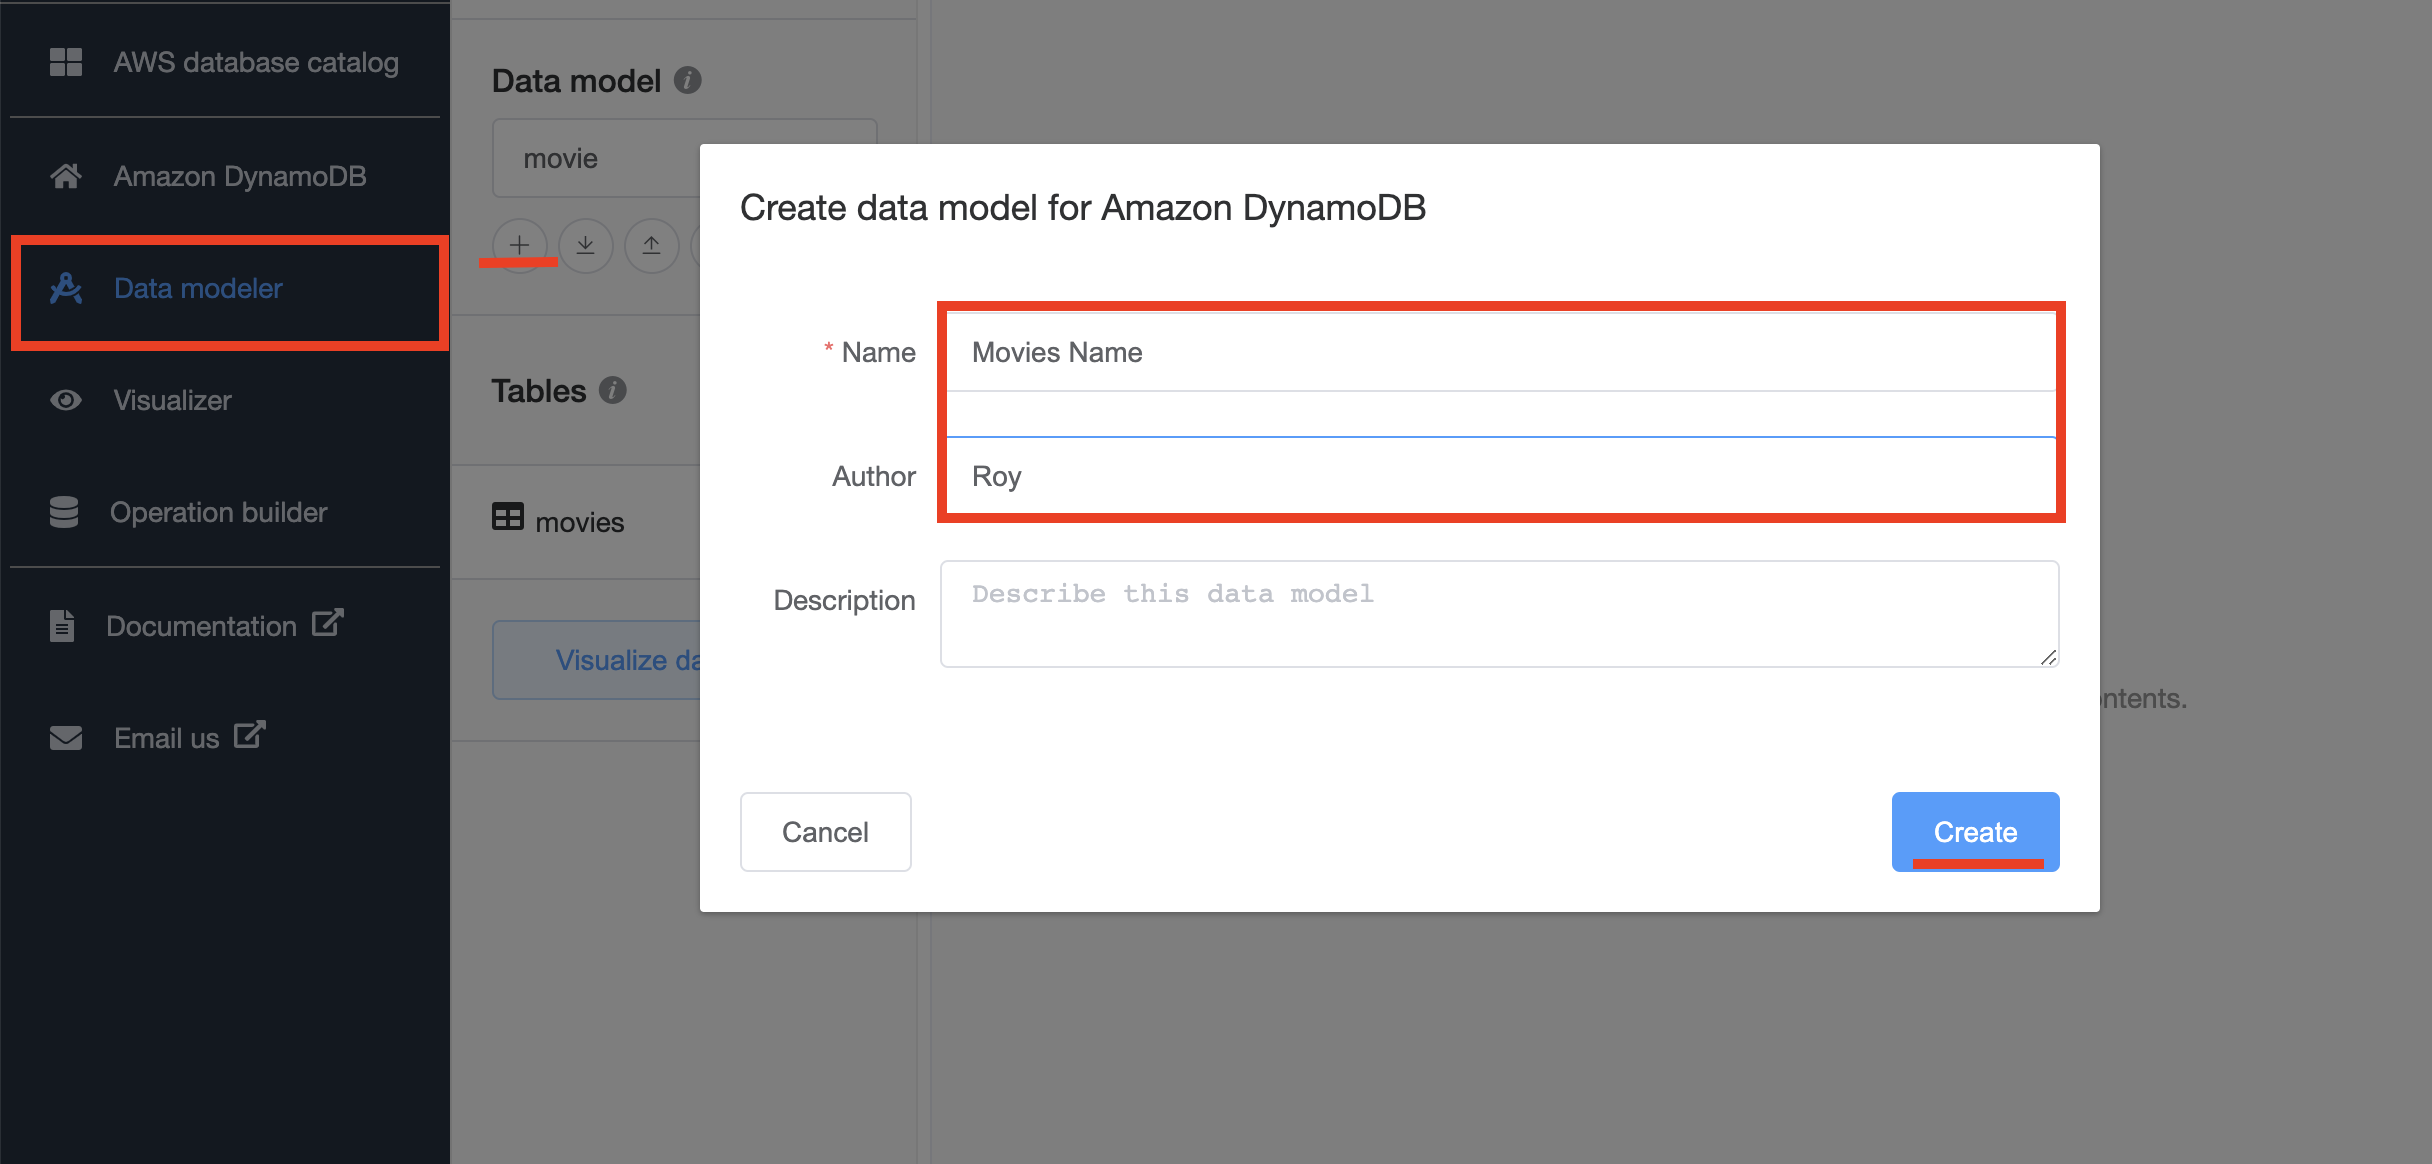 AWS database catalog
Amazon DynamoDB
Data modeler
Visualizer
Operation builder
Documentation
Email us
Data model
movie
Tables
movies
Visualize da
Create data model for Amazon DynamoDB
* Name
Movies Name
Author
Roy
Description
Describe this data model
Cancel
Create
ntents.